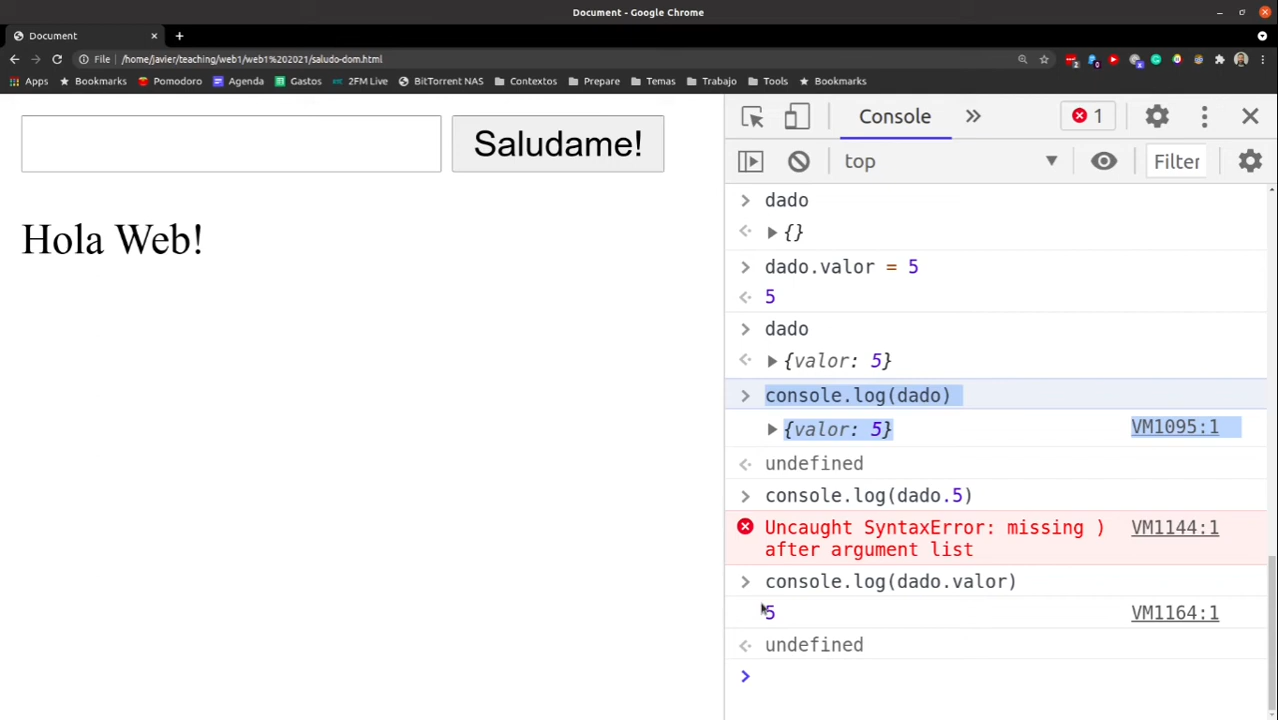 Document - Google Chrome
Document
File /home/javier/teaching/web1/web1%202021/saludo-dom.html
Apps Bookmarks Pomodoro Agenda Gastos 2FM Live BitTorrent NAS Contextos Prepare Temas Trabajo Tools Bookmarks
Saludame!
Hola Web!
Console 1
top Filter
dado
{}
dado.valor = 5
5
dado
{valor: 5}
console.log(dado)
{valor: 5} VM1095:1
undefined
console.log(dado.5)
Uncaught SyntaxError: missing ) VM1144:1
after argument list
console.log(dado.valor)
5 VM1164:1
undefined